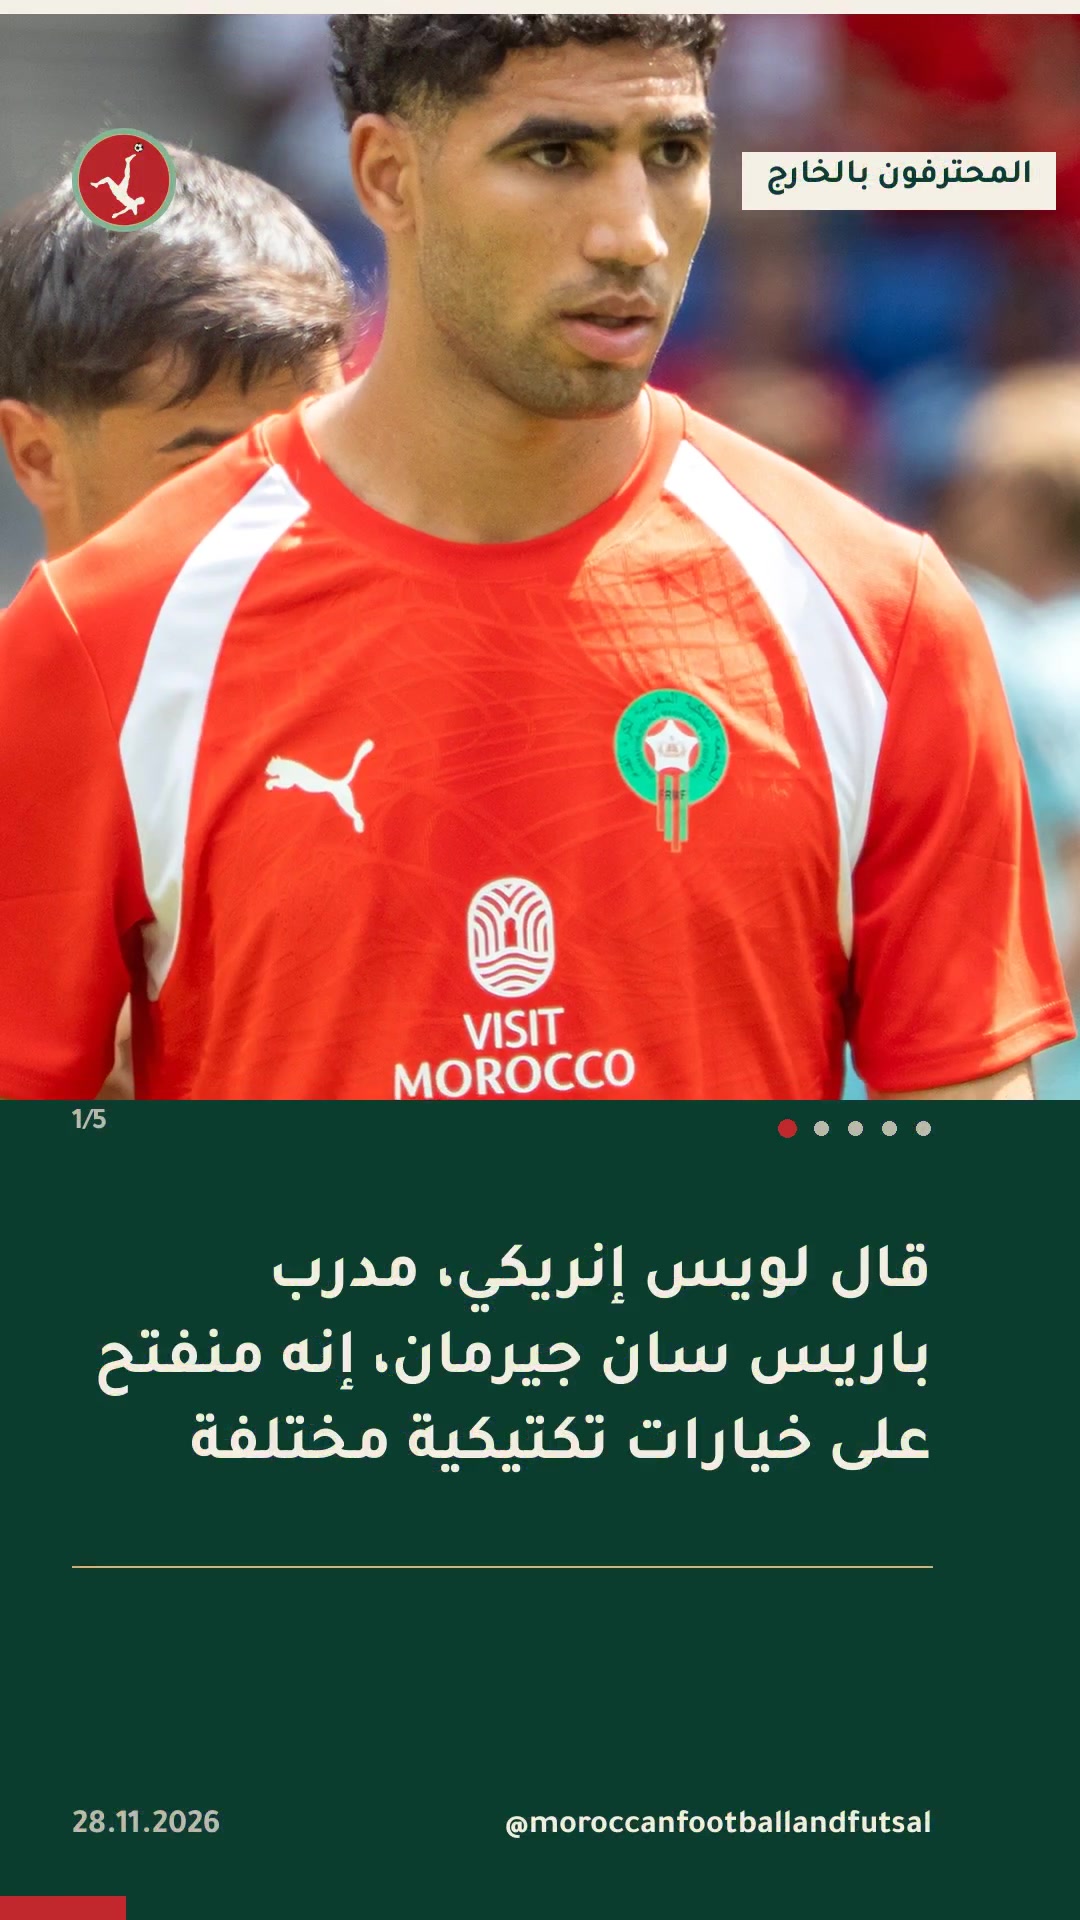 المحترفون بالخارج
VISIT
MOROCCO
1/5
قال لويس إنريكي، مدرب
باريس سان جيرمان، إنه منفتح
على خيارات تكتيكية مختلفة
28.11.2026
@moroccanfootballandfutsal